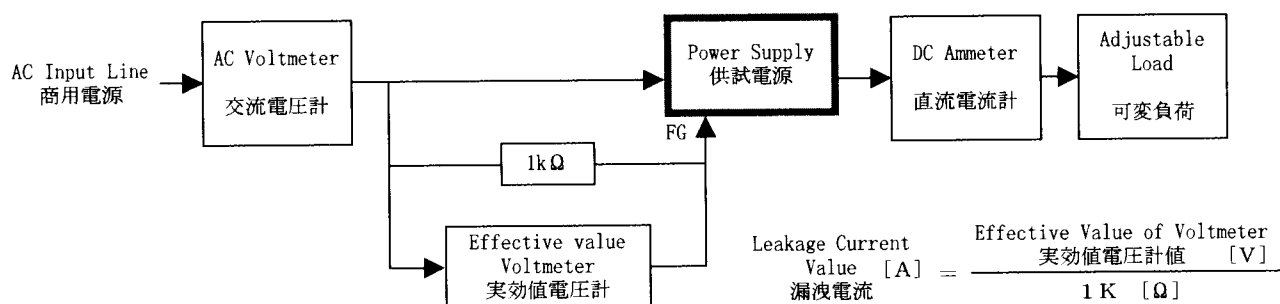 AC Input Line
商用電源
AC Voltmeter
交流電圧計
Power Supply
供試電源
DC Ammeter
直流電流計
Adjustable
Load
可変負荷
FG
1kΩ
Effective value
Voltmeter
実効値電圧計
Leakage Current
Value [A] =
漏洩電流
Effective Value of Voltmeter
実効値電圧計値 [V]
1 K [Ω]